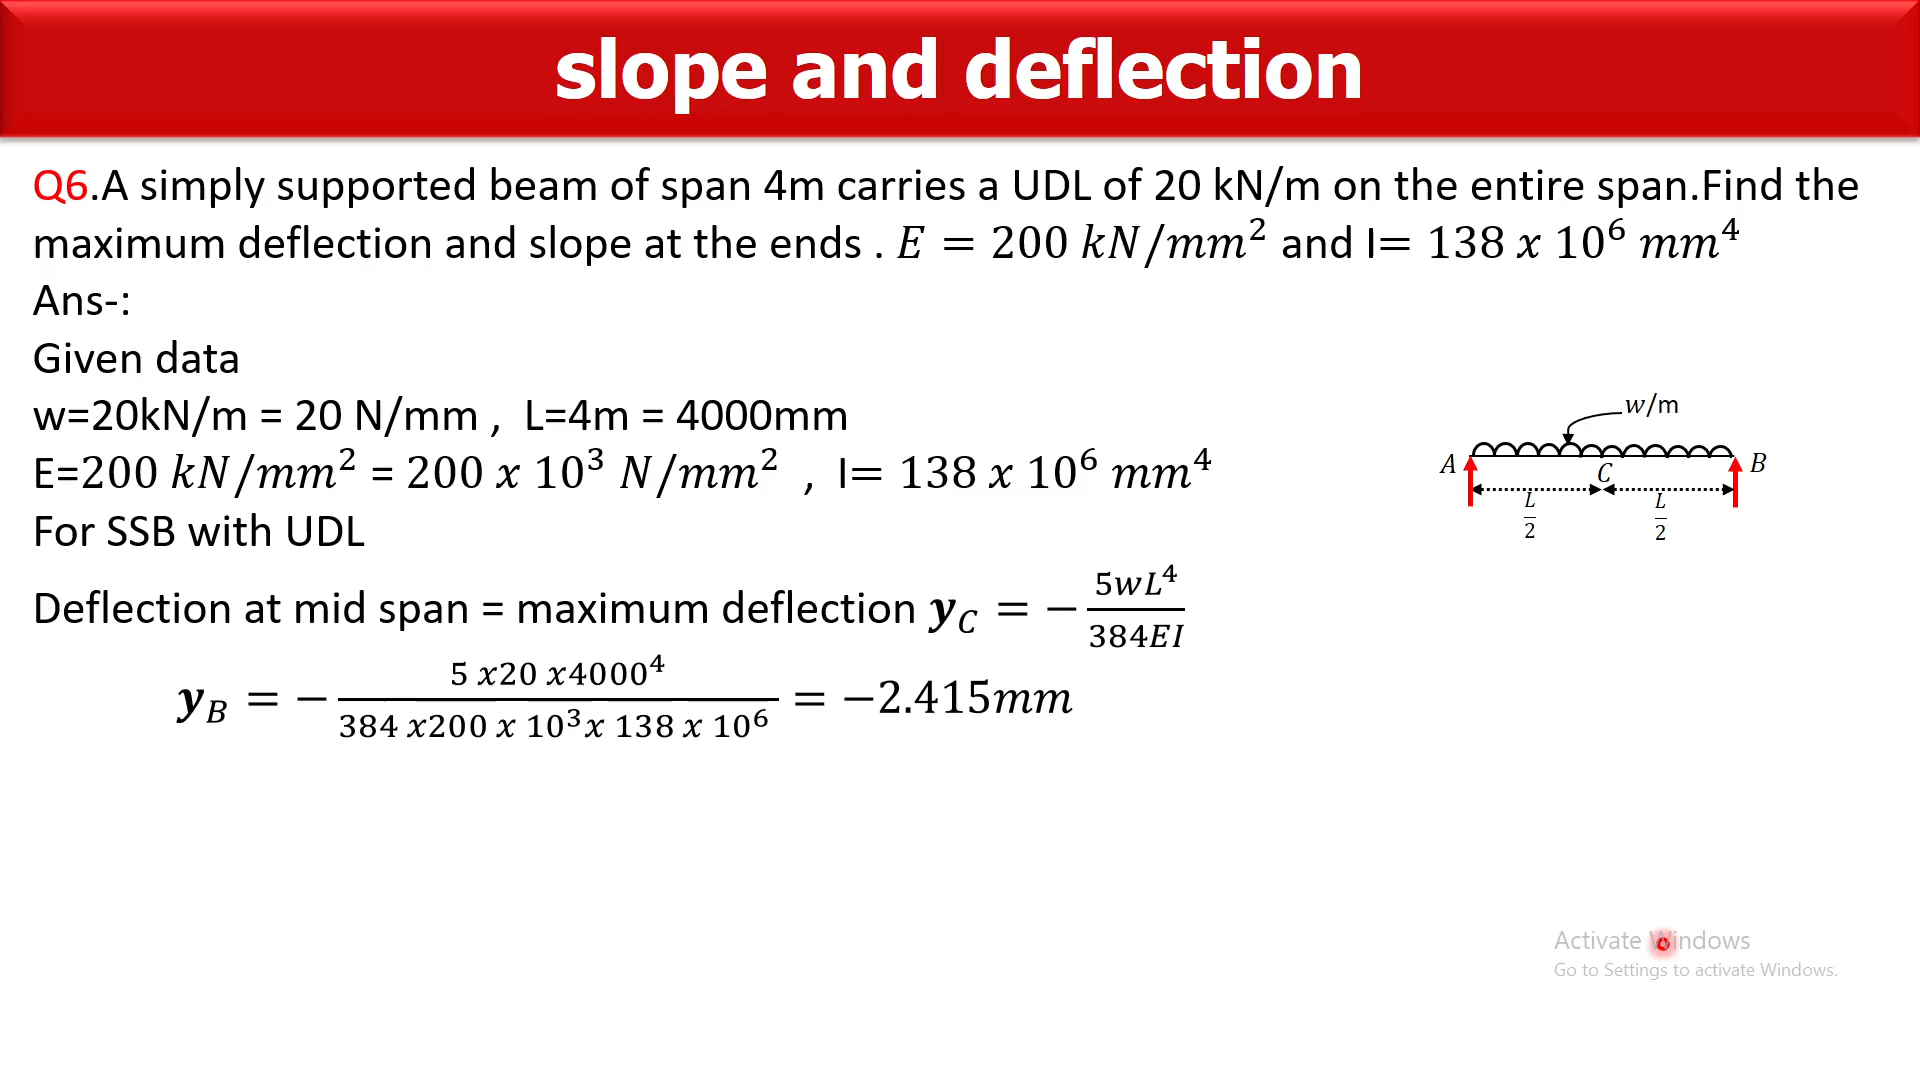 slope and deflection
Q6.A simply supported beam of span 4m carries a UDL of 20 kN/m on the entire span.Find the
maximum deflection and slope at the ends . E = 200 kN/mm² and I= 138 x 10⁶ mm⁴
Ans-:
Given data
w=20kN/m = 20 N/mm , L=4m = 4000mm
E=200 kN/mm² = 200 x 10³ N/mm² , I= 138 x 10⁶ mm⁴
For SSB with UDL
w/m
A
C
B
L/2
L/2
Deflection at mid span = maximum deflection y_C = − 5wL⁴/384EI
y_B = − 5 x20 x4000⁴/384 x200 x 10³x 138 x 10⁶ = −2.415mm
Activate Windows
Go to Settings to activate Windows.